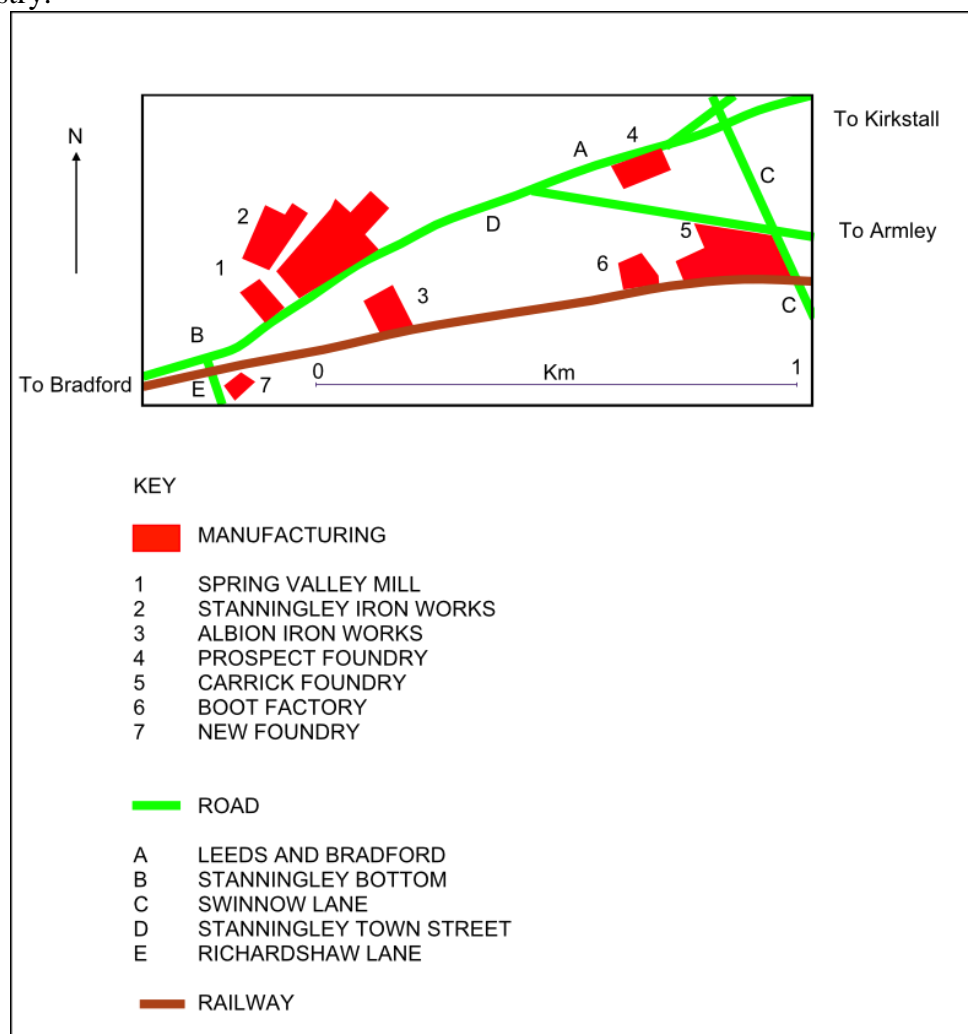 stry.
N
A
4
To Kirkstall
C
2
D
5
To Armley
1
6
3
C
B
0
Km
1
To Bradford
E
7
KEY
MANUFACTURING
1 SPRING VALLEY MILL
2 STANNINGLEY IRON WORKS
3 ALBION IRON WORKS
4 PROSPECT FOUNDRY
5 CARRICK FOUNDRY
6 BOOT FACTORY
7 NEW FOUNDRY
ROAD
A LEEDS AND BRADFORD
B STANNINGLEY BOTTOM
C SWINNOW LANE
D STANNINGLEY TOWN STREET
E RICHARDSHAW LANE
RAILWAY